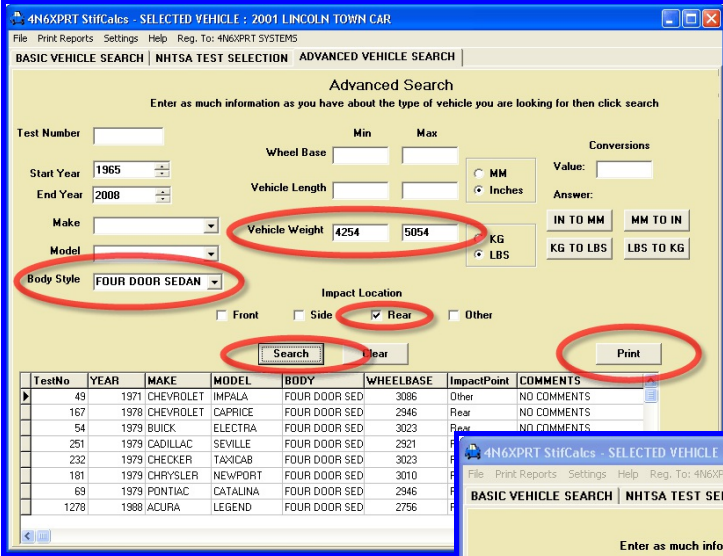 4N6XPRT StifCalcs - SELECTED VEHICLE : 2001 LINCOLN TOWN CAR
File Print Reports Settings Help Reg. To: 4N6XPRT SYSTEMS
BASIC VEHICLE SEARCH NHTSA TEST SELECTION ADVANCED VEHICLE SEARCH
Advanced Search
Enter as much information as you have about the type of vehicle you are looking for then click search
Test Number Min Max
Wheel Base Conversions
Start Year 1965 MM Value:
End Year 2008 Vehicle Length Inches Answer:
Make Vehicle Weight 4254 5054 KG IN TO MM MM TO IN
Model LBS KG TO LBS LBS TO KG
Body Style FOUR DOOR SEDAN
Impact Location
Front Side Rear Other
Search Clear Print
TestNo YEAR MAKE MODEL BODY WHEELBASE ImpactPoint COMMENTS
49 1971 CHEVROLET IMPALA FOUR DOOR SED 3086 Other NO COMMENTS
167 1978 CHEVROLET CAPRICE FOUR DOOR SED 2946 Rear NO COMMENTS
54 1979 BUICK ELECTRA FOUR DOOR SED 3023 Rear NO COMMENTS
251 1979 CADILLAC SEVILLE FOUR DOOR SED 2921
232 1979 CHECKER TAXICAB FOUR DOOR SED 3023
181 1979 CHRYSLER NEWPORT FOUR DOOR SED 3010
69 1979 PONTIAC CATALINA FOUR DOOR SED 2946
1278 1988 ACURA LEGEND FOUR DOOR SED 2756
4N6XPRT StifCalcs - SELECTED VEHICLE
File Print Reports Settings Help Reg. To: 4N6XP
BASIC VEHICLE SEARCH NHTSA TEST SE
Enter as much info